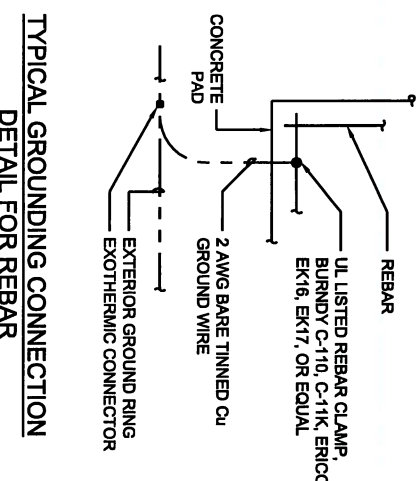 REBAR
UL LISTED REBAR CLAMP,
BURNDY C-110, C-11K, ERICO
EK16, EK17, OR EQUAL
CONCRETE
PAD
2 AWG BARE TINNED Cu
GROUND WIRE
EXTERIOR GROUND RING
EXOTHERMIC CONNECTOR
TYPICAL GROUNDING CONNECTION
DETAIL FOR REBAR